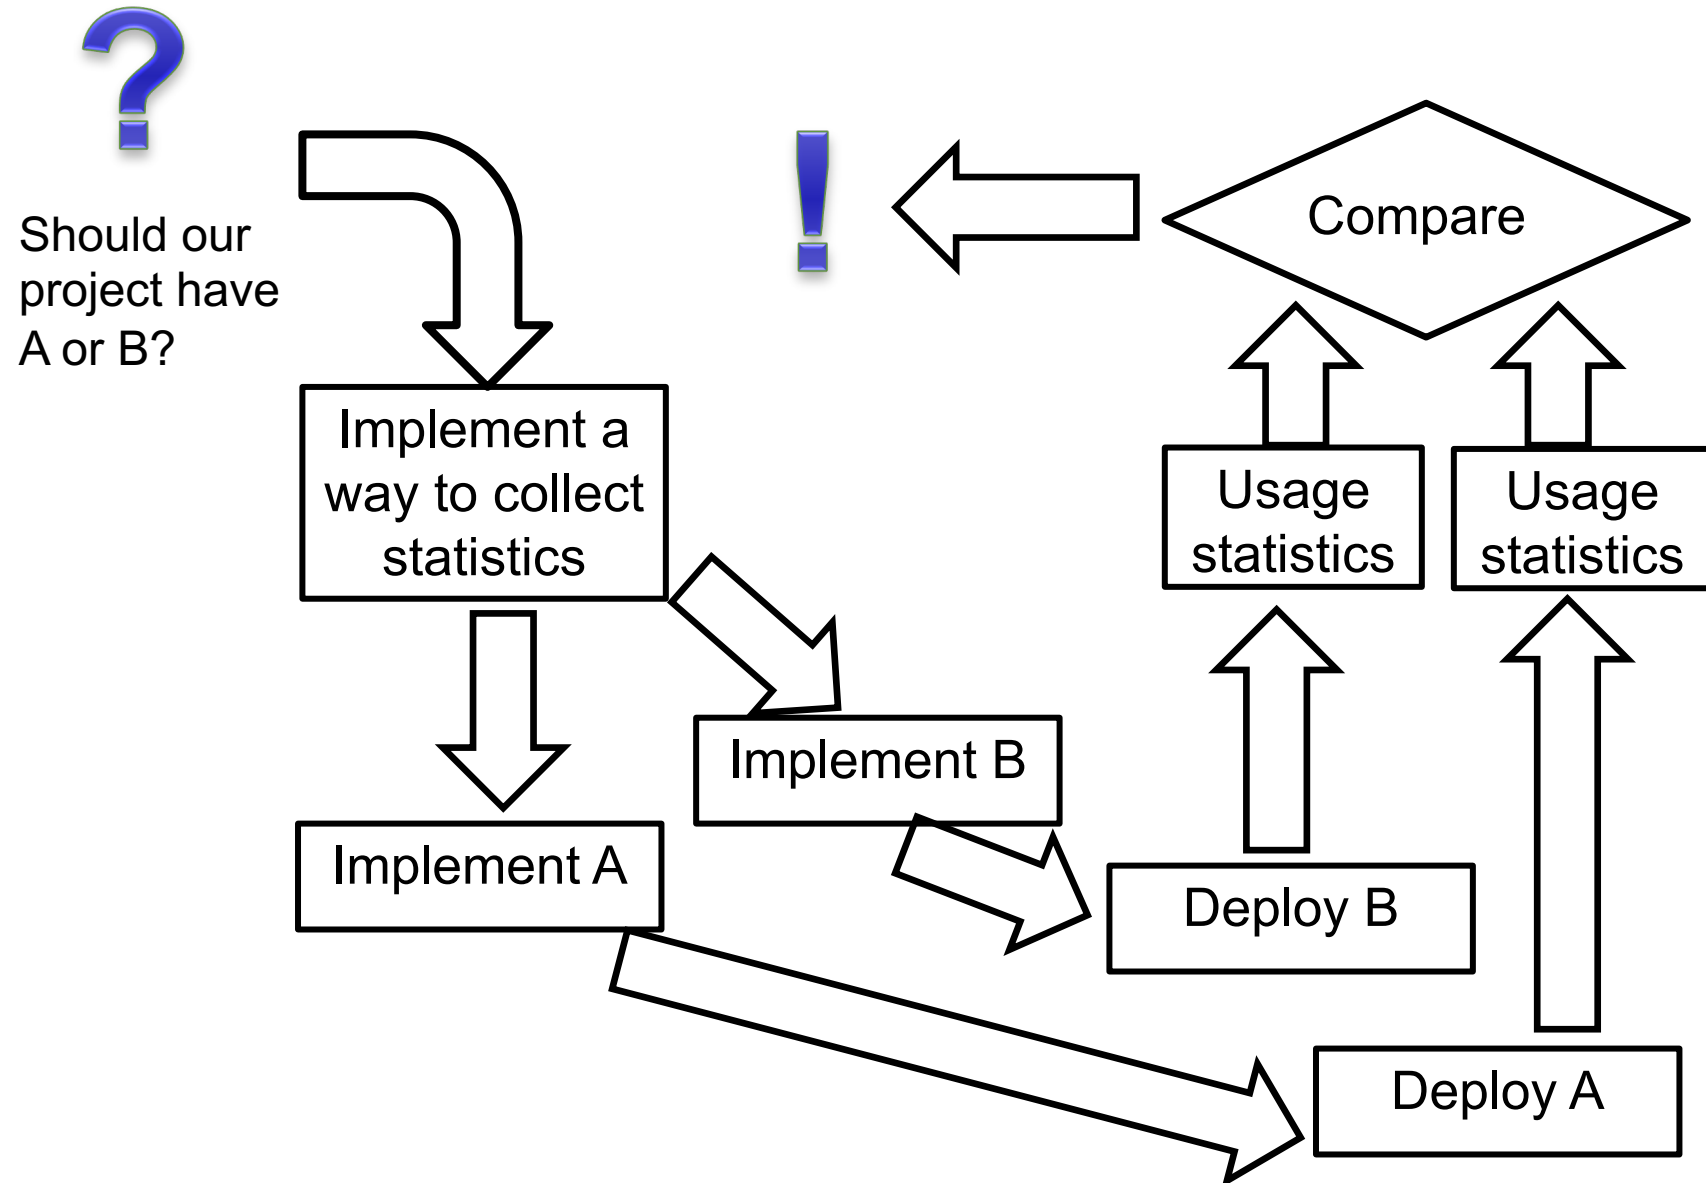 ?
Should our
project have
A or B?
!
Compare
Implement a
way to collect
statistics
Usage
statistics
Usage
statistics
Implement B
Implement A
Deploy B
Deploy A